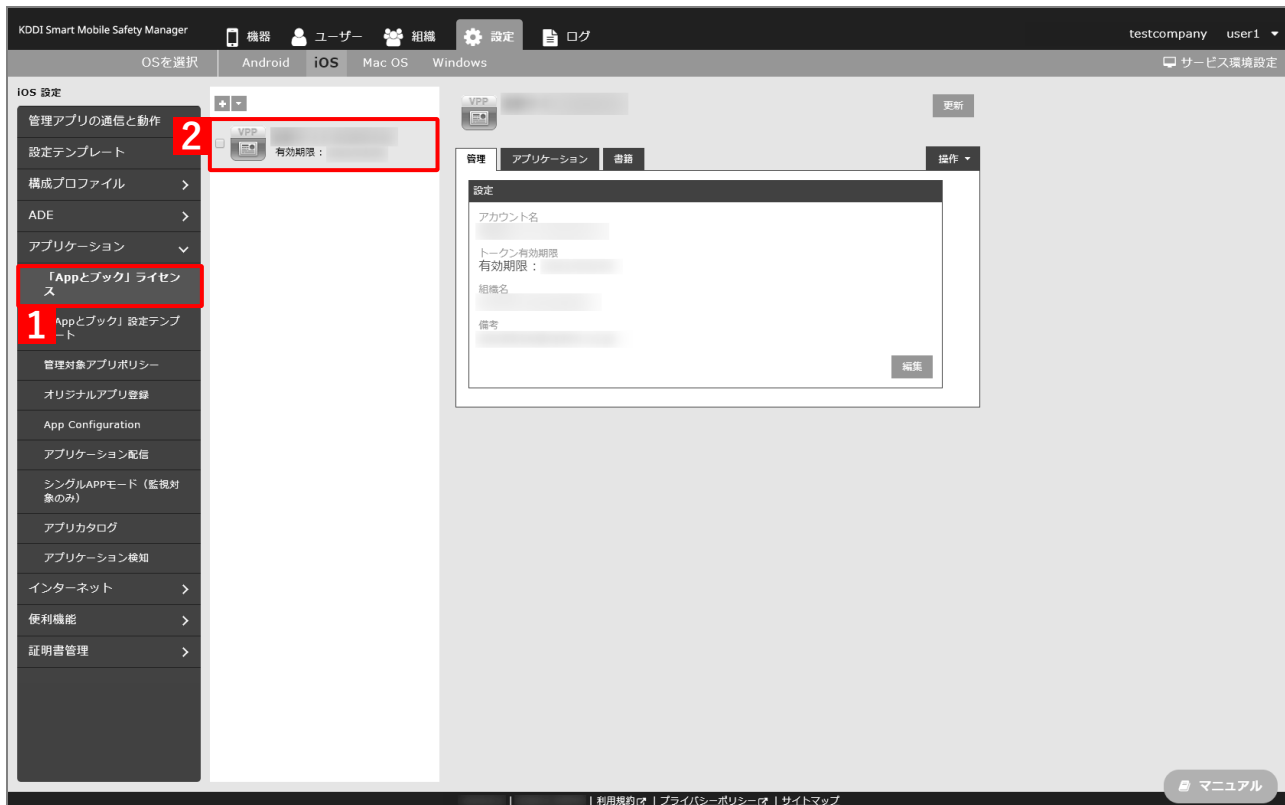 KDDI Smart Mobile Safety Manager
機器
ユーザー
組織
設定
ログ
testcompany user1
OSを選択
Android
iOS
Mac OS
Windows
サービス環境設定
iOS 設定
管理アプリの通信と動作
設定テンプレート
構成プロファイル
ADE
アプリケーション
「Appとブック」ライセン
ス
1
Appとブック」設定テンプ
ート
管理対象アプリポリシー
オリジナルアプリ登録
App Configuration
アプリケーション配信
シングルAPPモード（監視対
象のみ）
アプリカタログ
アプリケーション検知
インターネット
便利機能
証明書管理
2
VPP
有効期限：
VPP
更新
管理
アプリケーション
書籍
操作
設定
アカウント名
トークン有効期限
有効期限：
組織名
備考
編集
マニュアル
| | 利用規約 | プライバシーポリシー | サイトマップ